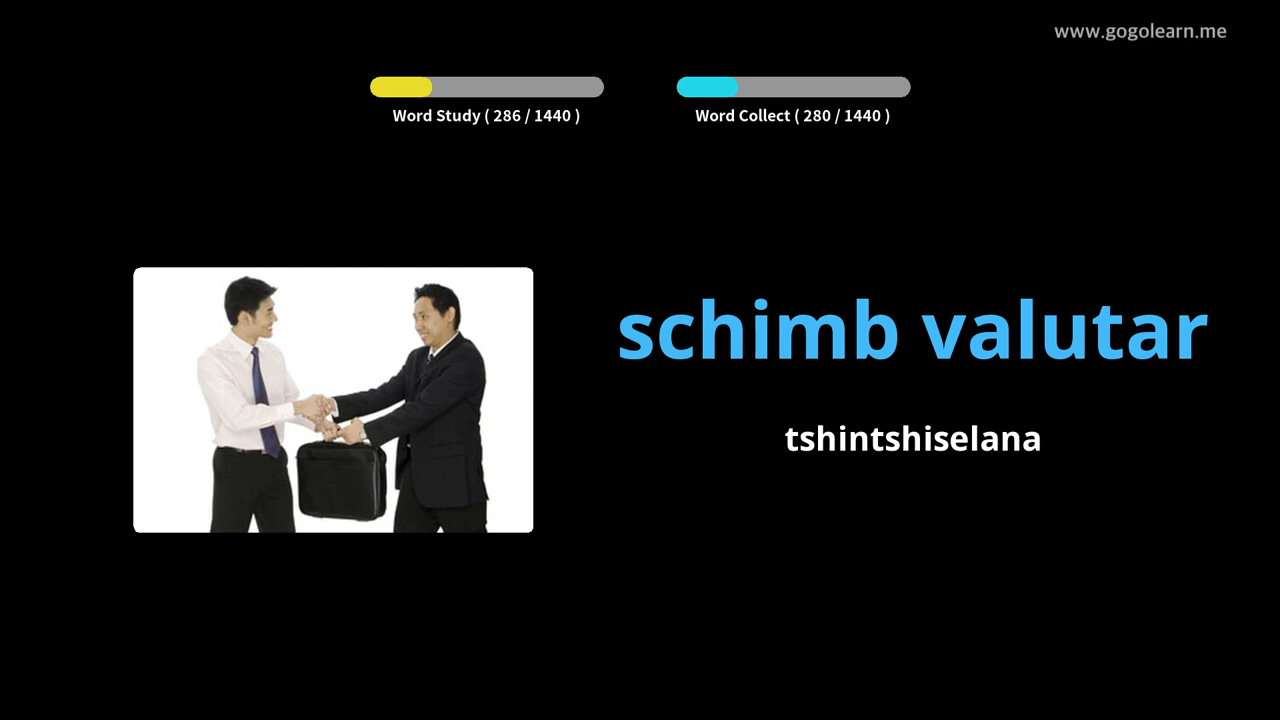 www.gogolearn.me
Word Study ( 286 / 1440 )
Word Collect ( 280 / 1440 )
schimb valutar
tshintshiselana